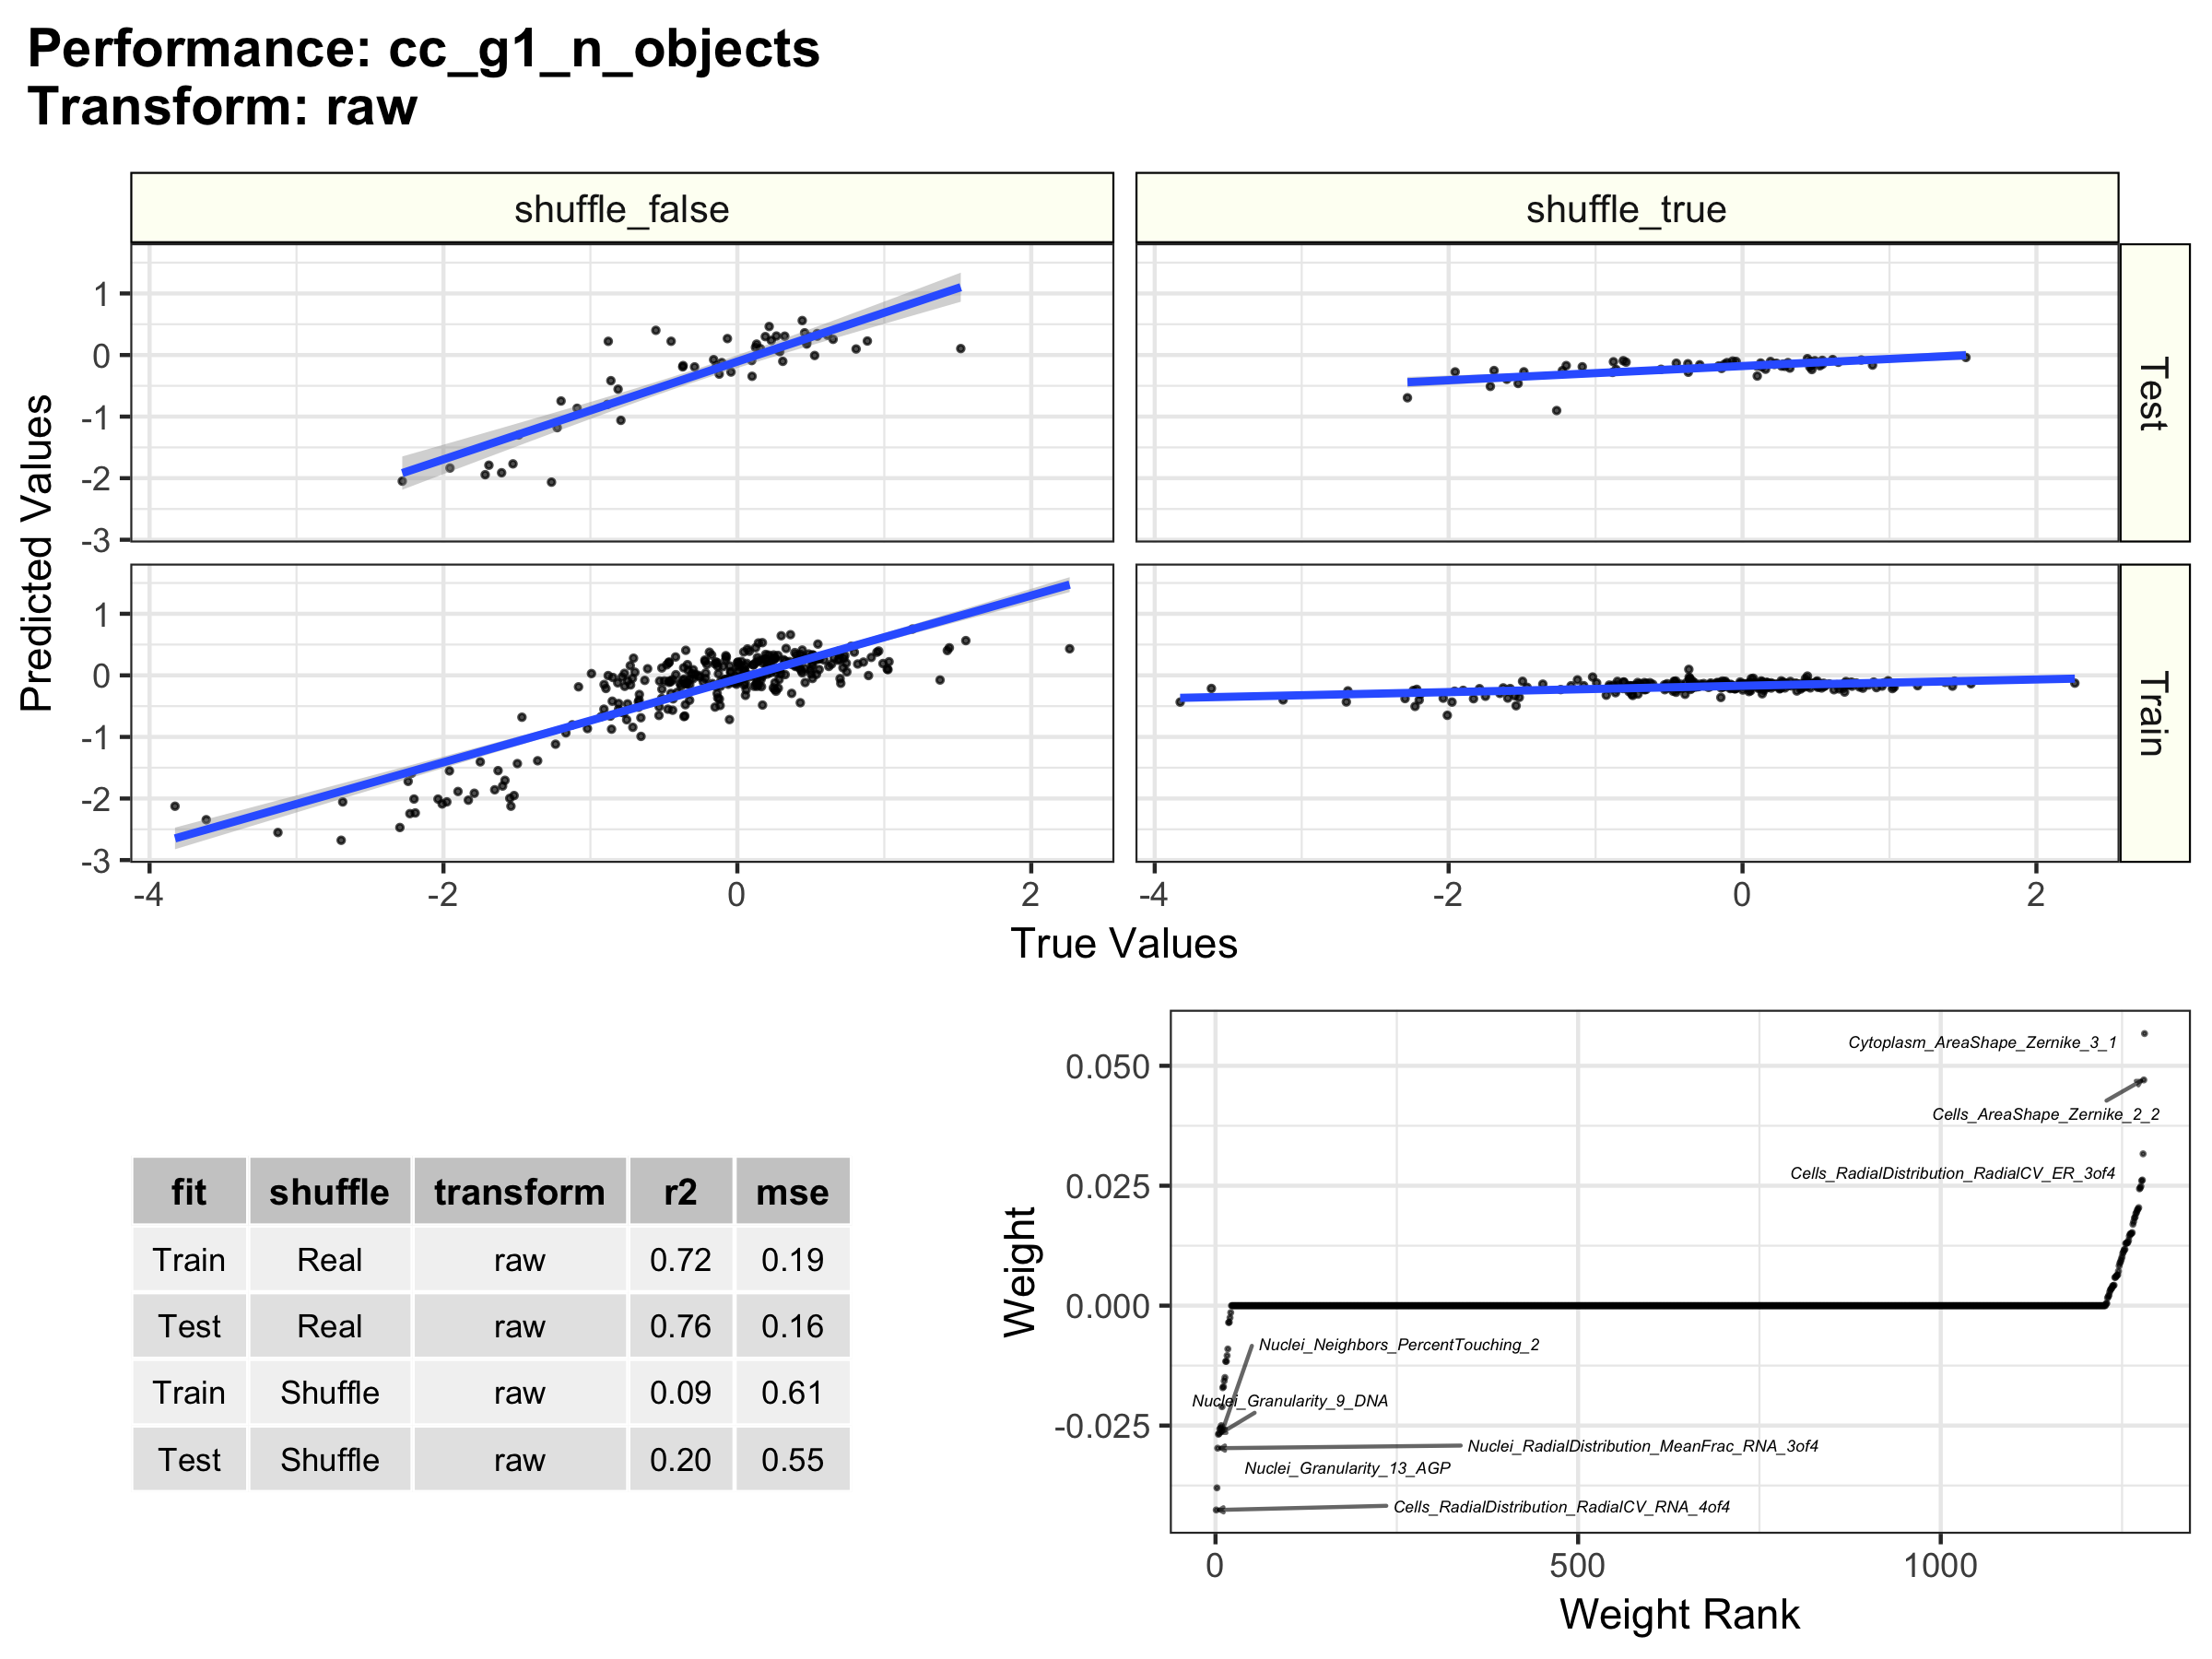 Performance: cc_g1_n_objects
Transform: raw
shuffle_false
shuffle_true
Predicted Values
1
0
-1
-2
-3
Test
1
0
-1
-2
-3
Train
-4
-2
0
2
-4
-2
0
2
True Values
fit shuffle transform r2 mse
Train Real raw 0.72 0.19
Test Real raw 0.76 0.16
Train Shuffle raw 0.09 0.61
Test Shuffle raw 0.20 0.55
Weight
0.050
0.025
0.000
-0.025
Cytoplasm_AreaShape_Zernike_3_1
Cells_AreaShape_Zernike_2_2
Cells_RadialDistribution_RadialCV_ER_3of4
Nuclei_Neighbors_PercentTouching_2
Nuclei_Granularity_9_DNA
Nuclei_RadialDistribution_MeanFrac_RNA_3of4
Nuclei_Granularity_13_AGP
Cells_RadialDistribution_RadialCV_RNA_4of4
0
500
1000
Weight Rank